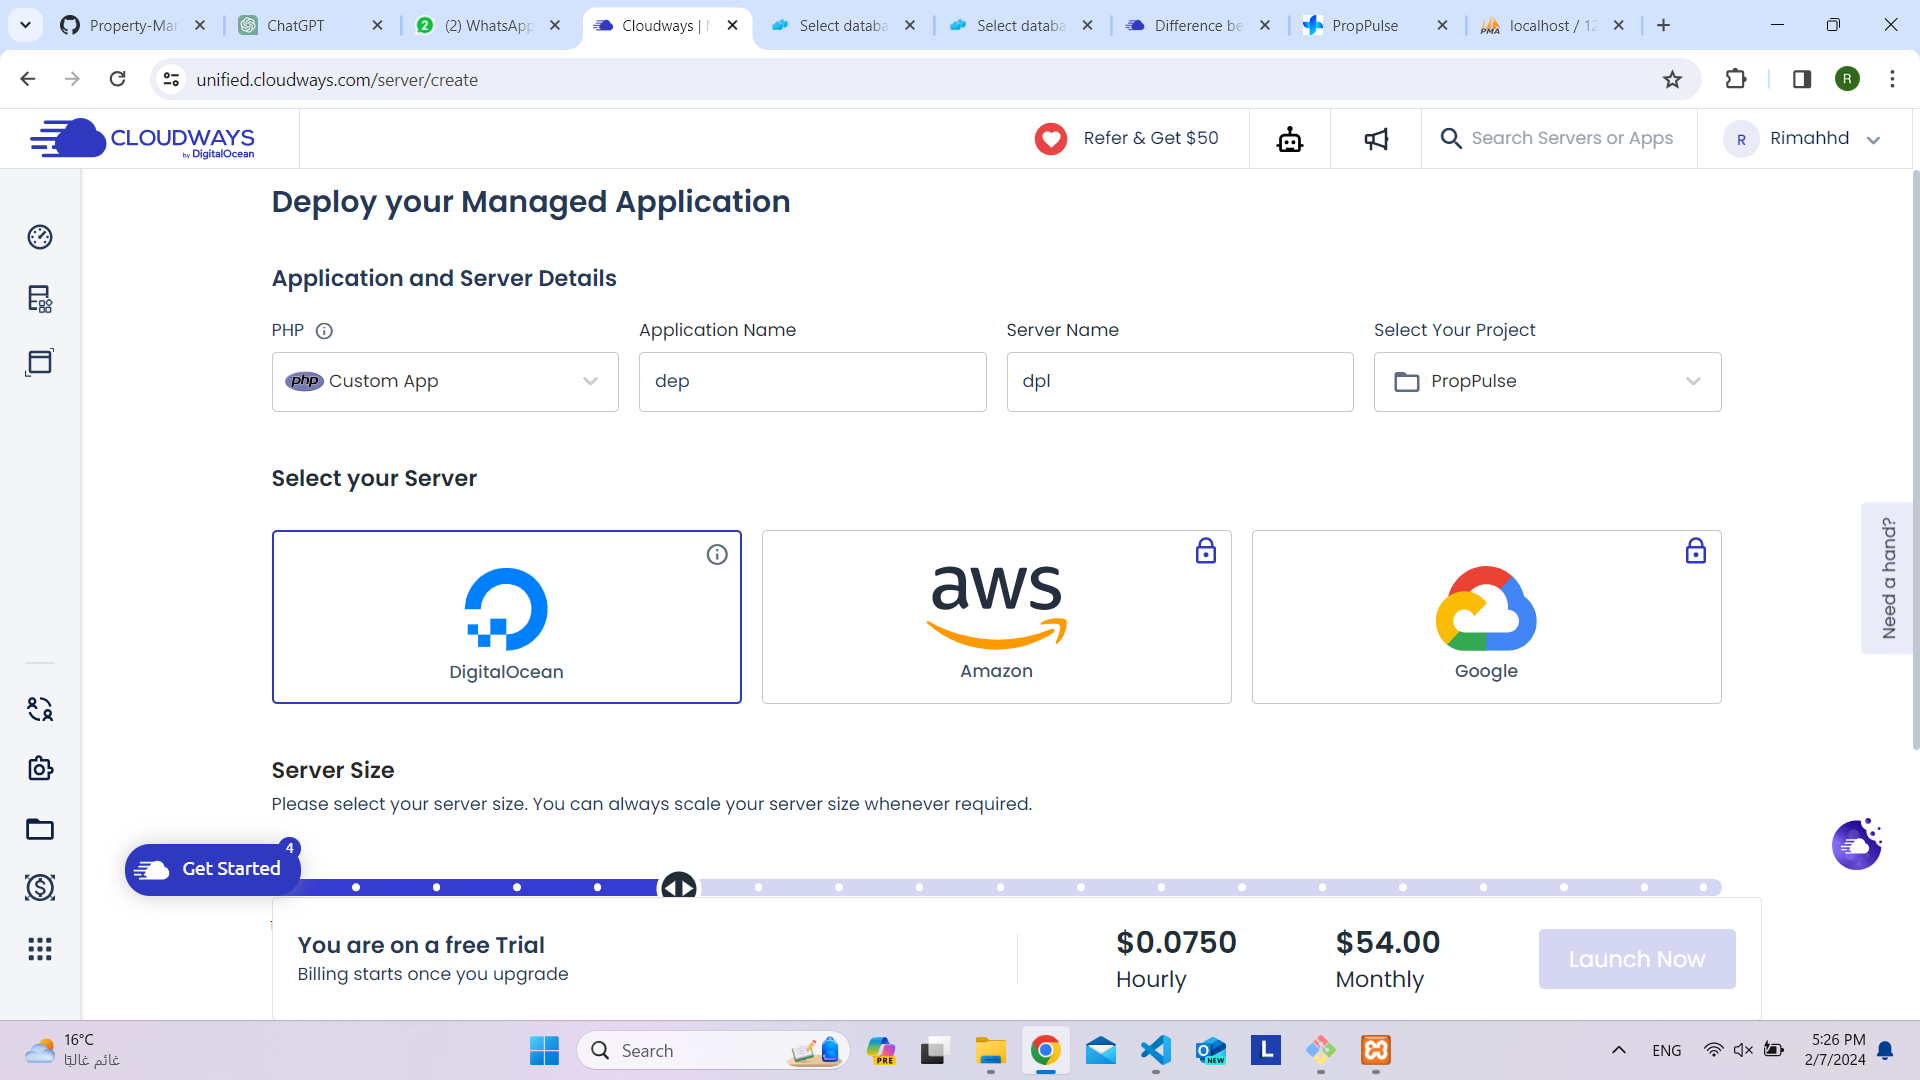 Property-Mar
ChatGPT
2
(2) WhatsApp
Cloudways |
Select databa
Select databa
Difference be
PropPulse
PMA
localhost / 12
unified.cloudways.com/server/create
R
CLOUDWAYS
by DigitalOcean
Refer & Get $50
Search Servers or Apps
R
Rimahhd
Deploy your Managed Application
Application and Server Details
PHP
Application Name
Server Name
Select Your Project
php
Custom App
dep
dpl
PropPulse
Select your Server
aws
DigitalOcean
Amazon
Google
Need a hand?
Server Size
Please select your server size. You can always scale your server size whenever required.
4
Get Started
You are on a free Trial
Billing starts once you upgrade
$0.0750
Hourly
$54.00
Monthly
Launch Now
16°C
غائم غالبًا
Search
PRE
NEW
L
ENG
5:26 PM
2/7/2024